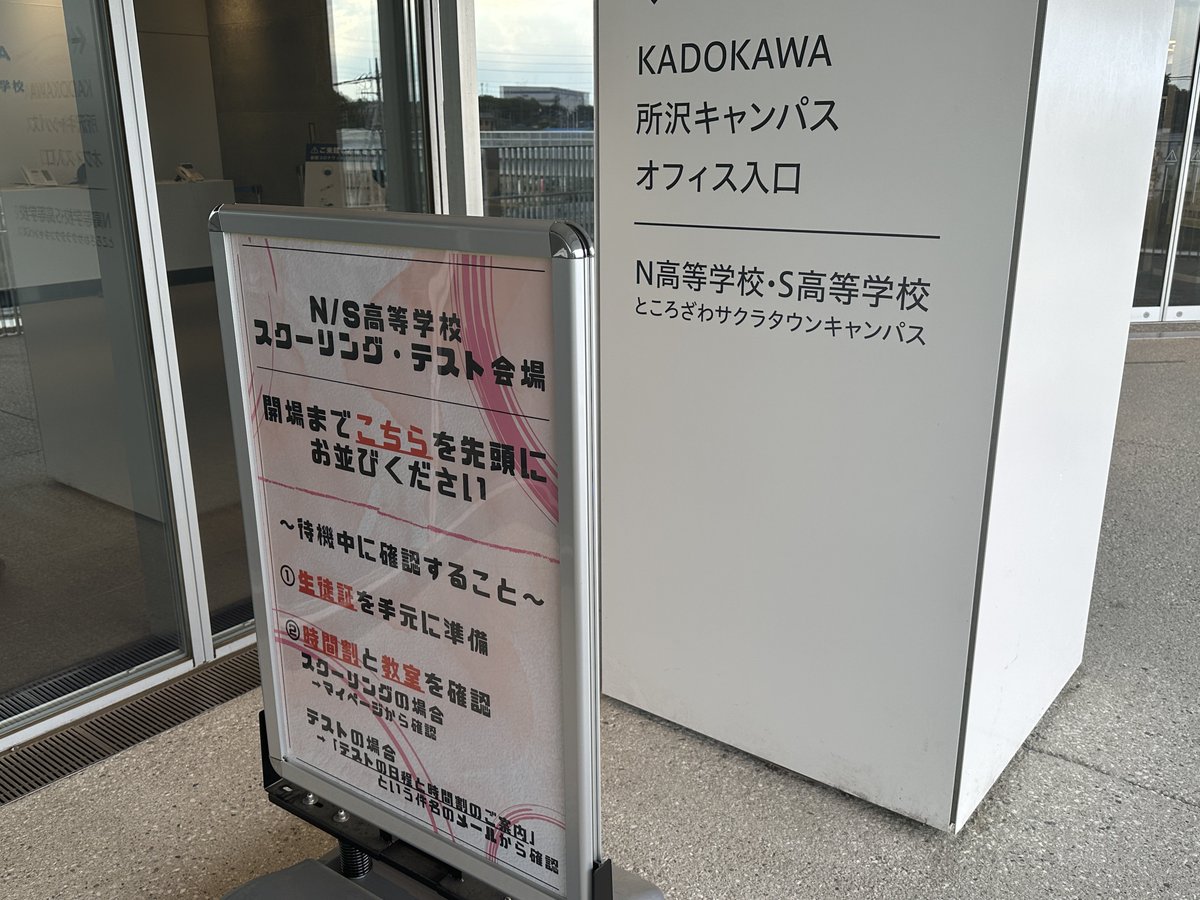 KADOKAWA
所沢キャンパス
オフィス入口
N高等学校・S高等学校
ところざわサクラタウンキャンパス
N/S高等学校
スクーリング・テスト会場
開場までこちらを先頭に
お並びください
～待機中に確認すること～
①生徒証を手元に準備
②時間割と教室を確認
スクーリングの場合
→マイページから確認
テストの場合
→「テストの日程と時間割のご案内」
という件名のメールから確認